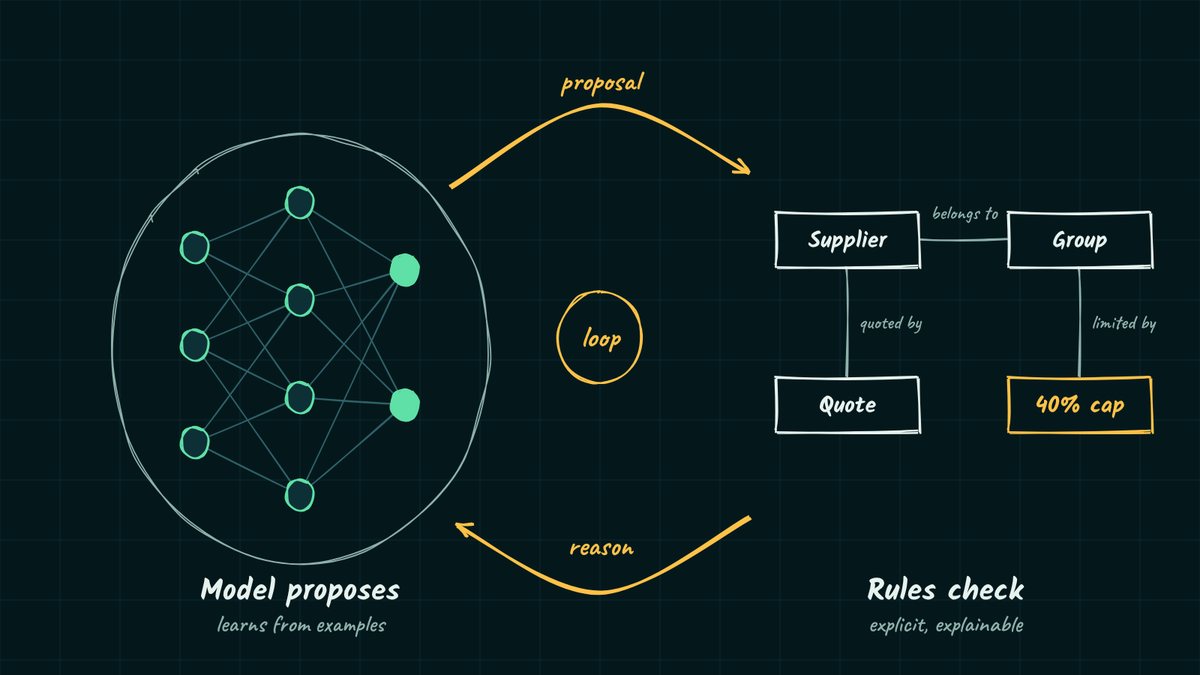 proposal
belongs to
Supplier
Group
quoted by
limited by
loop
Quote
40% cap
reason
Model proposes
learns from examples
Rules check
explicit, explainable